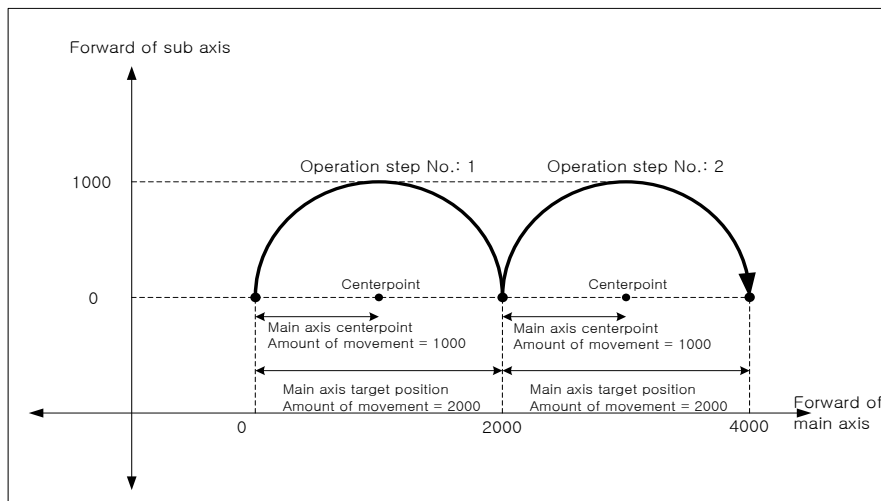 Forward of sub axis
Operation step No.: 1
Operation step No.: 2
1000
0
Centerpoint
Centerpoint
Main axis centerpoint
Amount of movement = 1000
Main axis centerpoint
Amount of movement = 1000
Main axis target position
Amount of movement = 2000
Main axis target position
Amount of movement = 2000
0
2000
4000
Forward of
main axis